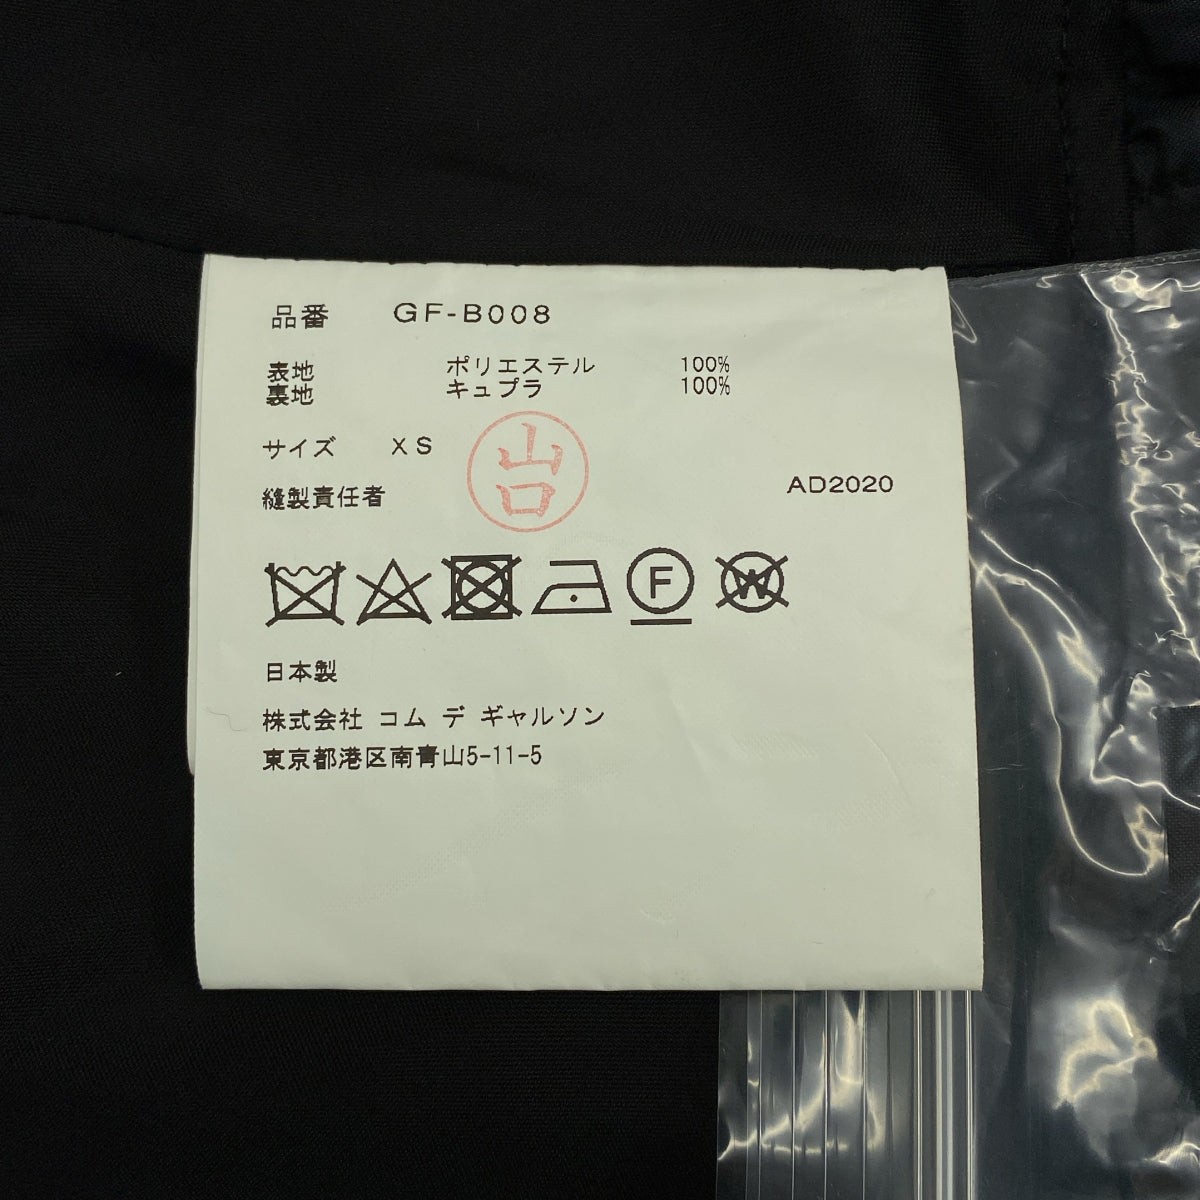 品番 GF-B008
表地 ポリエステル 100%
裏地 キュプラ 100%
サイズ XS
縫製責任者 山口 AD2020
F W
日本製
株式会社 コム デ ギャルソン
東京都港区南青山5-11-5